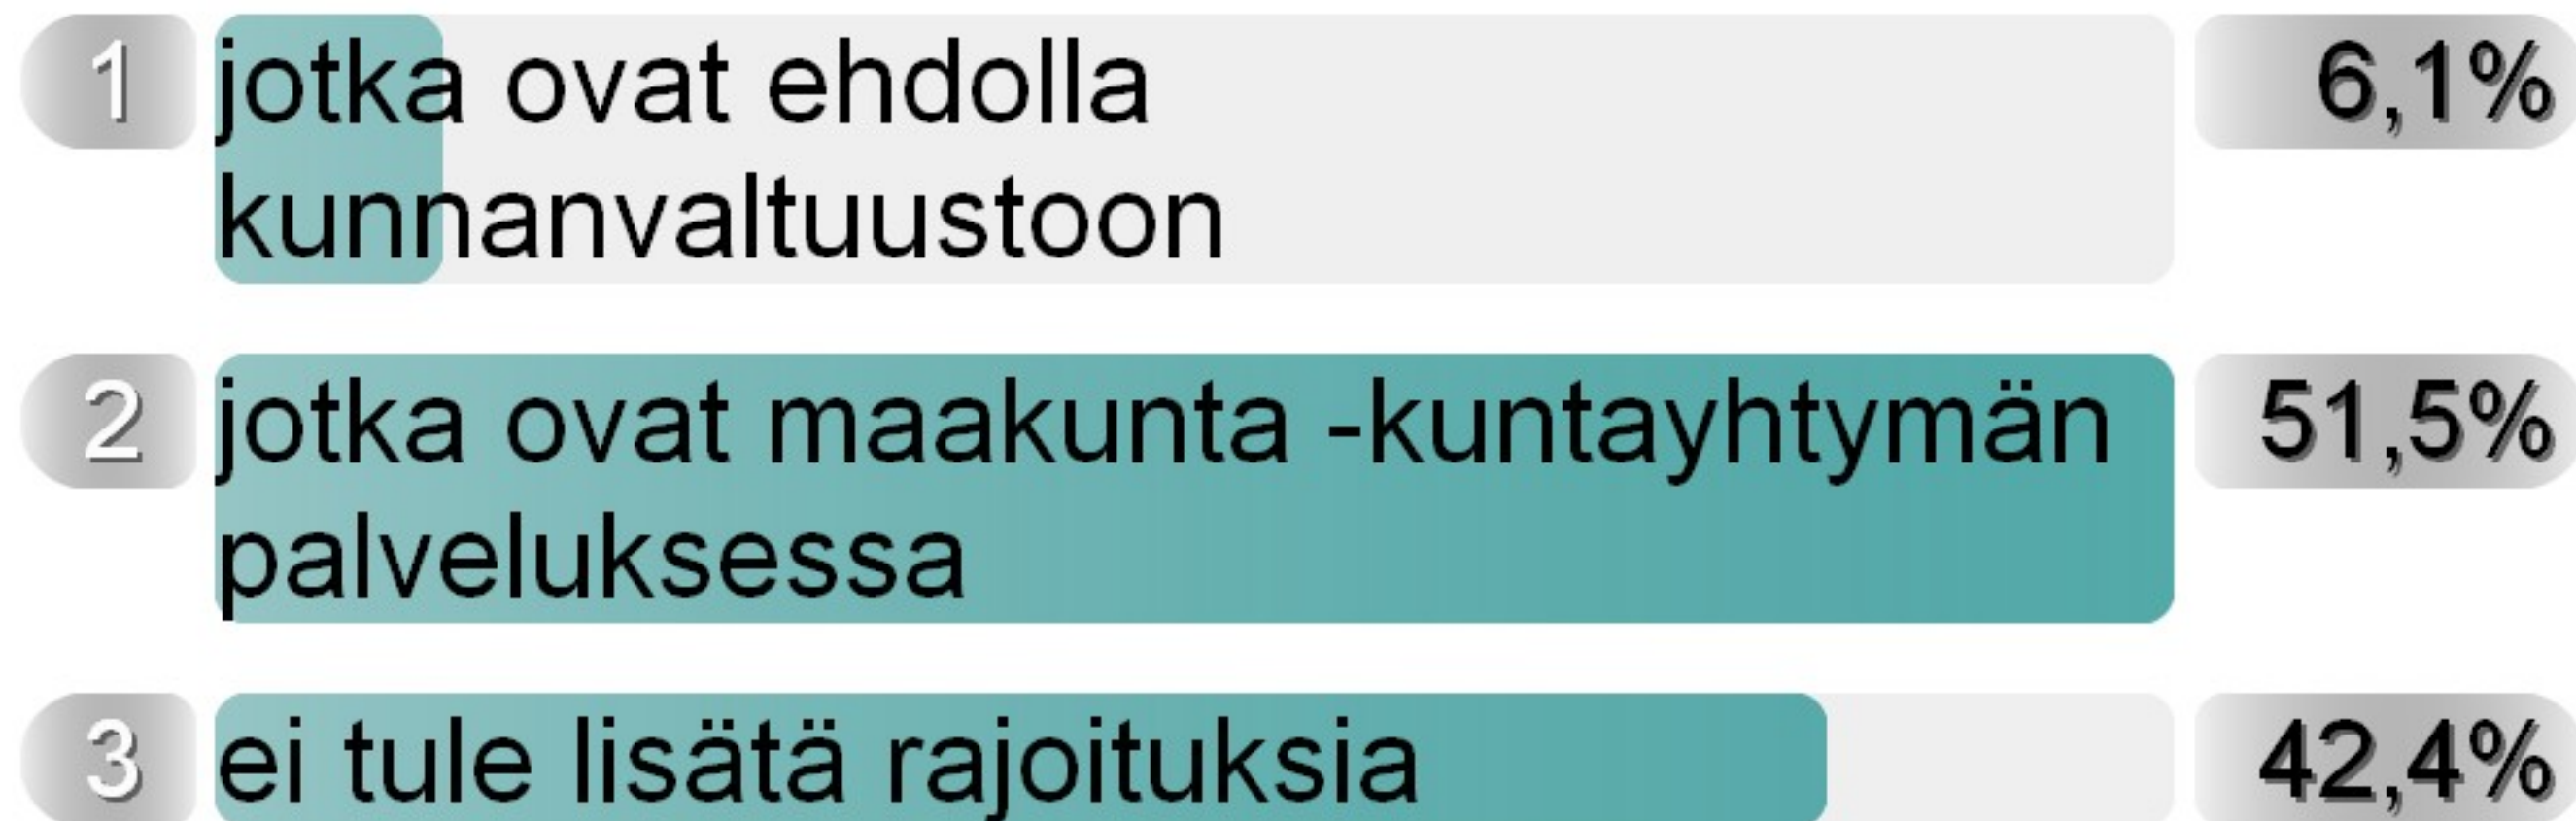 1 jotka ovat ehdolla 6,1%
kunnanvaltuustoon
2 jotka ovat maakunta -kuntayhtymän 51,5%
palveluksessa
3 ei tule lisätä rajoituksia 42,4%